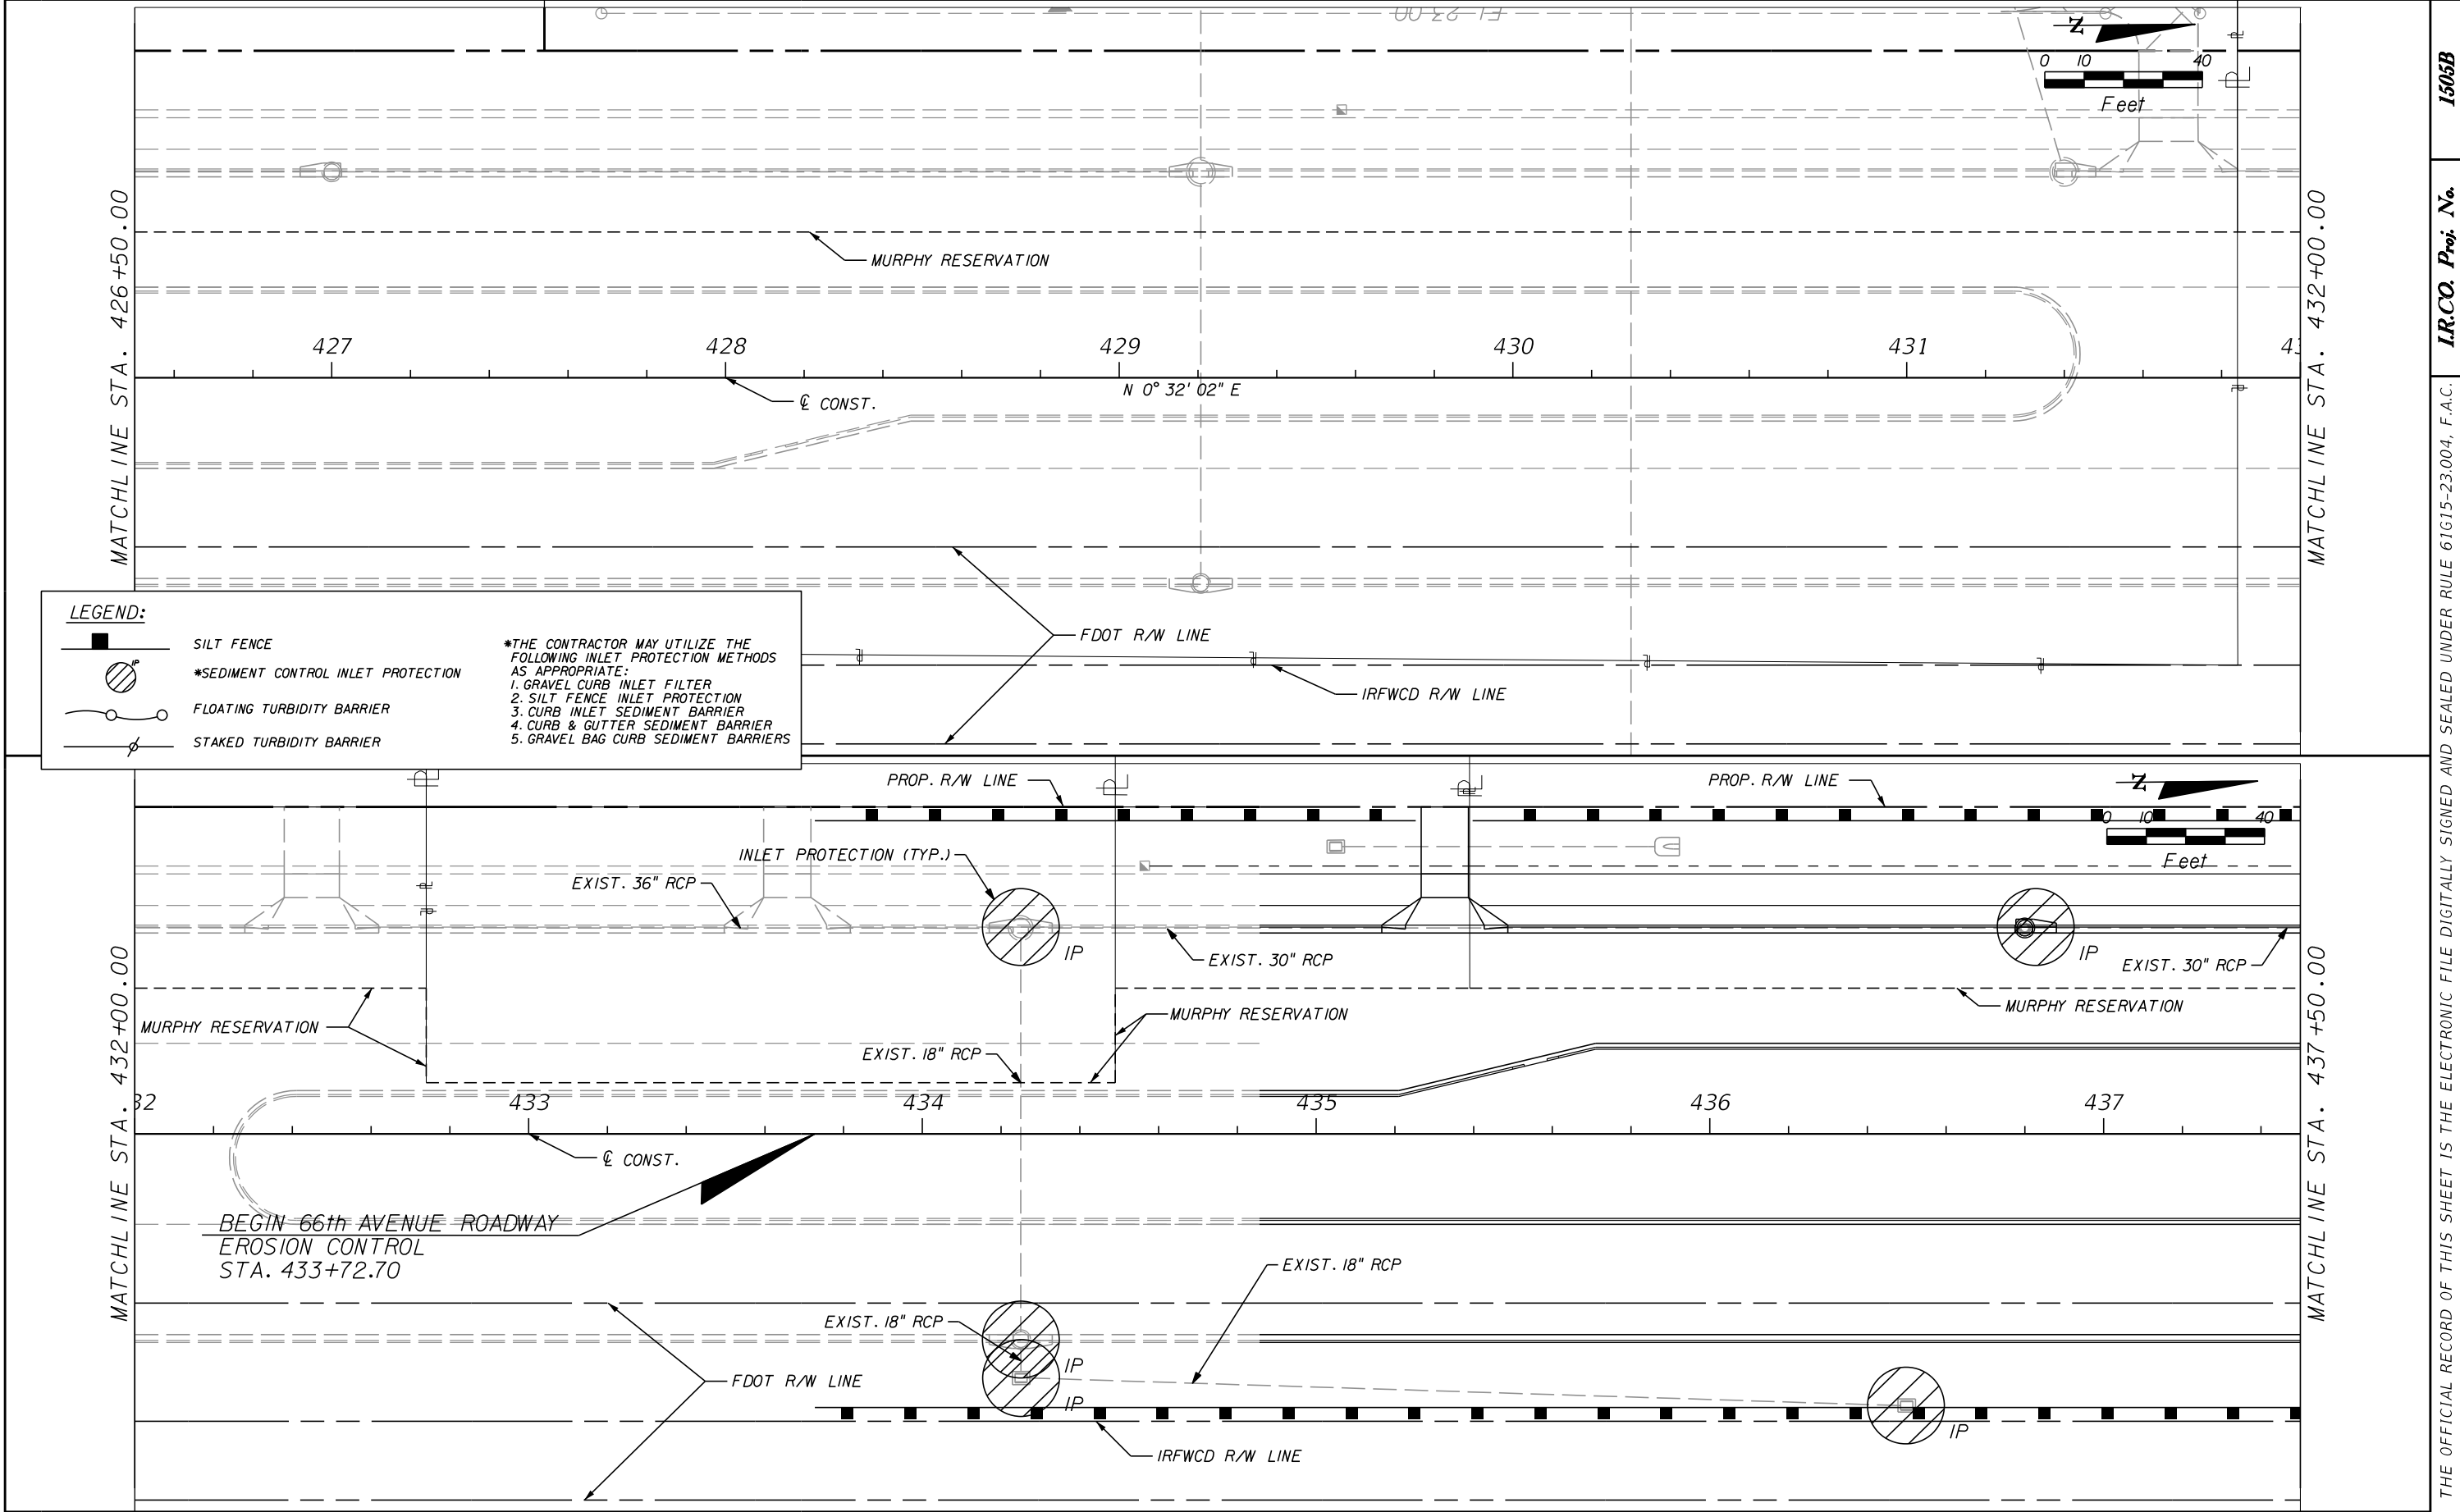 EL 23.00
N
0 10 40
Feet
MATCHLINE STA. 426+50.00
MURPHY RESERVATION
427 428 429 430 431
N 0° 32' 02" E
℄ CONST.
FDOT R/W LINE
IRFWCD R/W LINE
MATCHLINE STA. 432+00.00
LEGEND:
SILT FENCE
IP
*SEDIMENT CONTROL INLET PROTECTION
FLOATING TURBIDITY BARRIER
STAKED TURBIDITY BARRIER
*THE CONTRACTOR MAY UTILIZE THE
FOLLOWING INLET PROTECTION METHODS
AS APPROPRIATE:
1. GRAVEL CURB INLET FILTER
2. SILT FENCE INLET PROTECTION
3. CURB INLET SEDIMENT BARRIER
4. CURB & GUTTER SEDIMENT BARRIER
5. GRAVEL BAG CURB SEDIMENT BARRIERS
PROP. R/W LINE
PROP. R/W LINE
N
0 10 40
Feet
INLET PROTECTION (TYP.)
EXIST. 36" RCP
IP
EXIST. 30" RCP
IP
EXIST. 30" RCP
MATCHLINE STA. 432+00.00
MURPHY RESERVATION
MURPHY RESERVATION
MURPHY RESERVATION
EXIST. 18" RCP
32 433 434 435 436 437
℄ CONST.
BEGIN 66th AVENUE ROADWAY
EROSION CONTROL
STA. 433+72.70
EXIST. 18" RCP
EXIST. 18" RCP
IP
FDOT R/W LINE
IP
IP
IRFWCD R/W LINE
MATCHLINE STA. 437+50.00
1505B
I.R.CO. Proj. No.
THE OFFICIAL RECORD OF THIS SHEET IS THE ELECTRONIC FILE DIGITALLY SIGNED AND SEALED UNDER RULE 61G15-23.004, F.A.C.